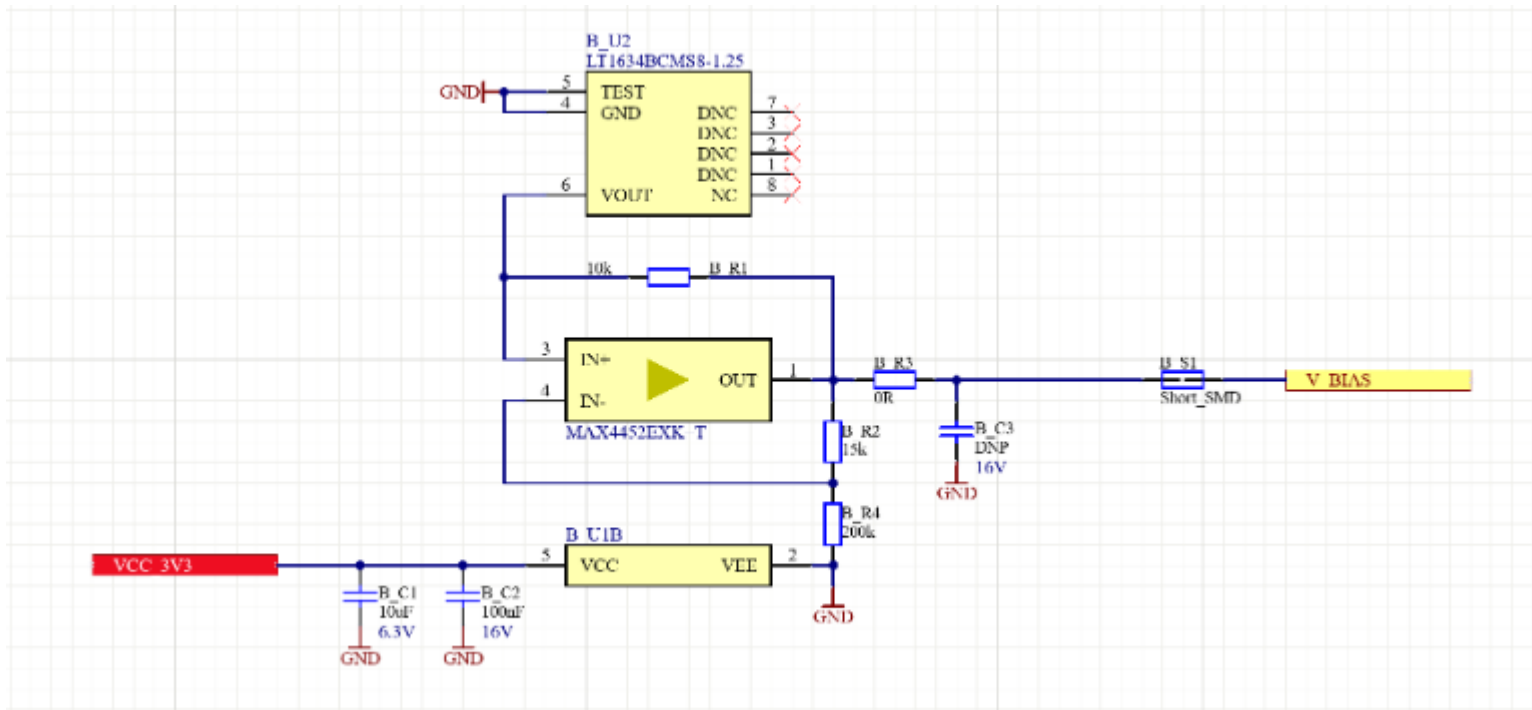 B_U2
LT1634BCMS8-1.25
GND
5
TEST
4
GND
DNC
7
DNC
3
DNC
2
DNC
1
6
VOUT
NC
8
10k
B_R1
3
IN+
OUT
1
4
IN-
MAX4452EXK-T
B_R3
0R
B_S1
Short_SMD
V_BIAS
B_R2
15k
B_C3
DNP
16V
GND
B_R4
200k
B_U1B
VCC_3V3
5
VCC
VEE
2
B_C1
10uF
6.3V
GND
B_C2
100nF
16V
GND
GND